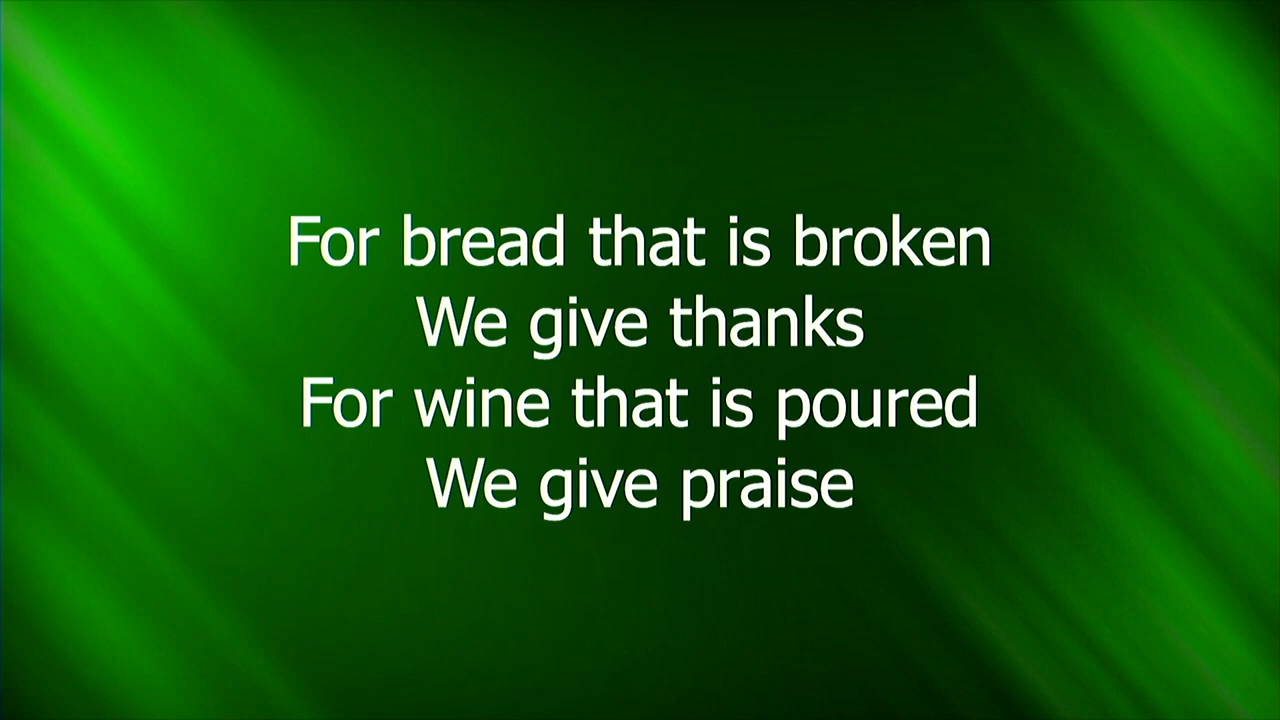 For bread that is broken
We give thanks
For wine that is poured
We give praise